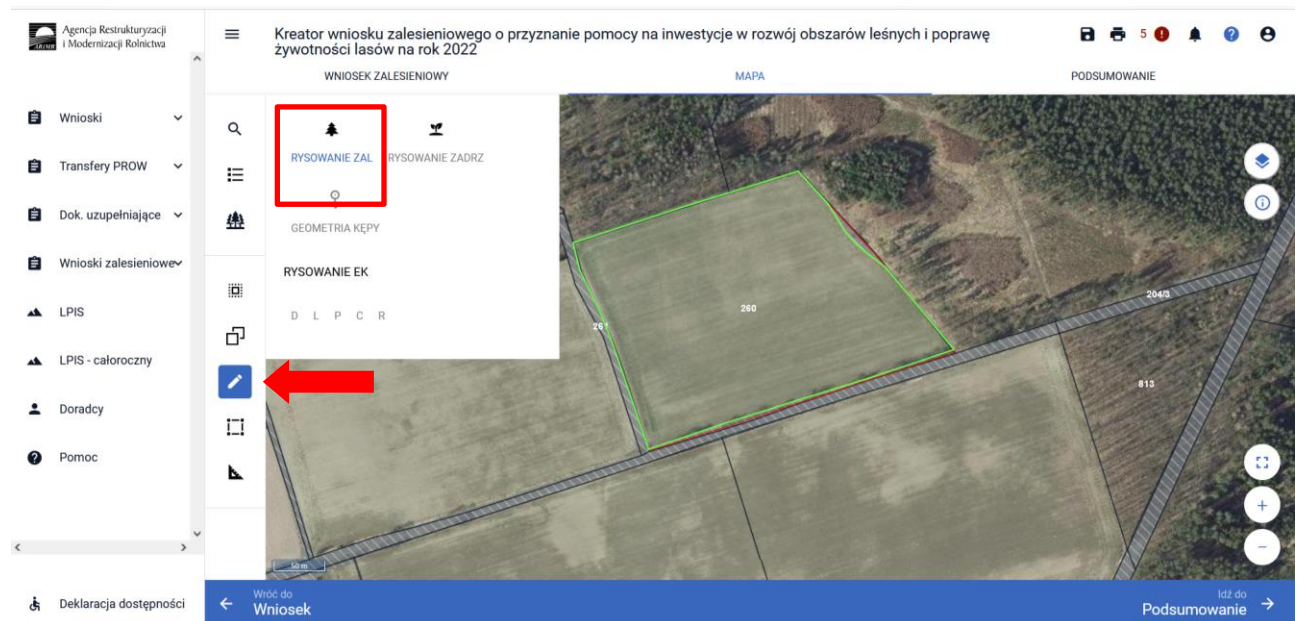 Agencja Restrukturyzacji
i Modernizacji Rolnictwa
ARiMR
Kreator wniosku zalesieniowego o przyznanie pomocy na inwestycje w rozwój obszarów leśnych i poprawę
żywotności lasów na rok 2022
5
WNIOSEK ZALESIENIOWY
MAPA
PODSUMOWANIE
Wnioski
Transfery PROW
Dok. uzupełniające
Wnioski zalesieniowe
LPIS
LPIS - całoroczny
Doradcy
Pomoc
Deklaracja dostępności
RYSOWANIE ZAL
RYSOWANIE ZADRZ
GEOMETRIA KĘPY
RYSOWANIE EK
D L P C R
260
261
204/3
813
50 m
Wróć do
Wniosek
Idź do
Podsumowanie